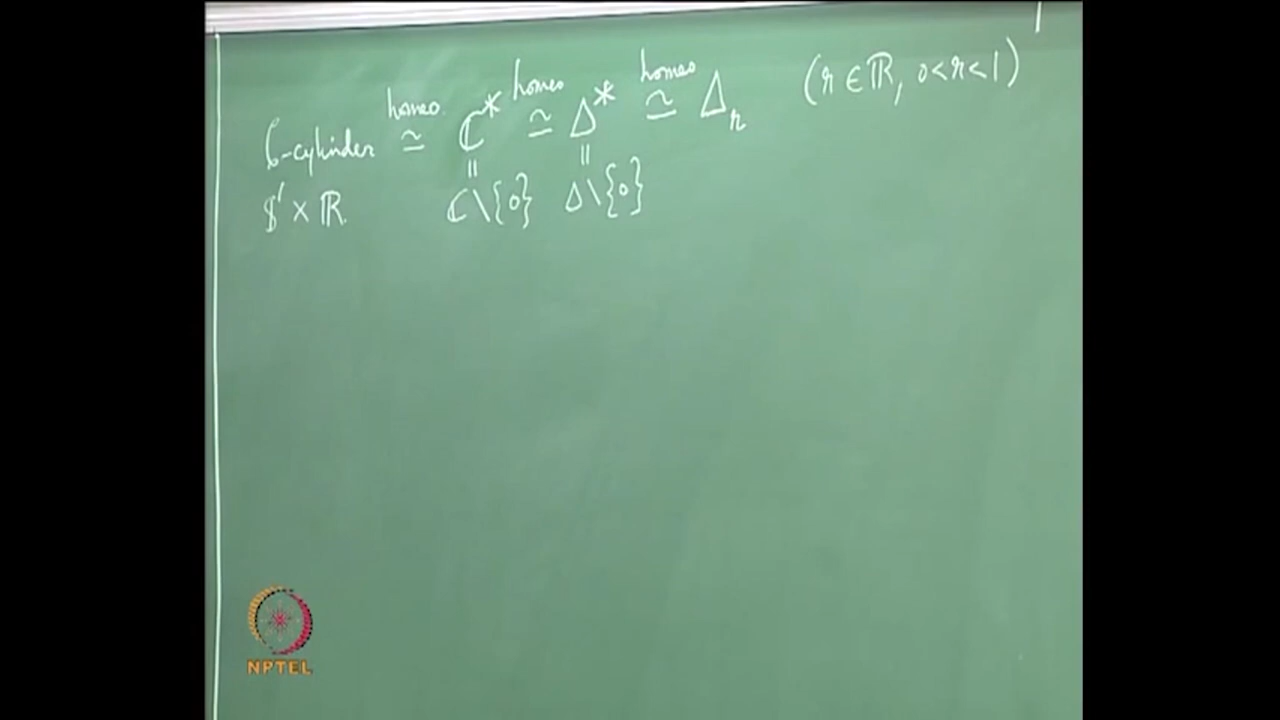 homeo. homeo homeo
∞-cylinder ≃ ℂ* ≃ Δ* ≃ Δ_r (r ∈ ℝ, 0<r<1)
॥ ॥
S¹ × ℝ. ℂ\{0} Δ\{0}
NPTEL